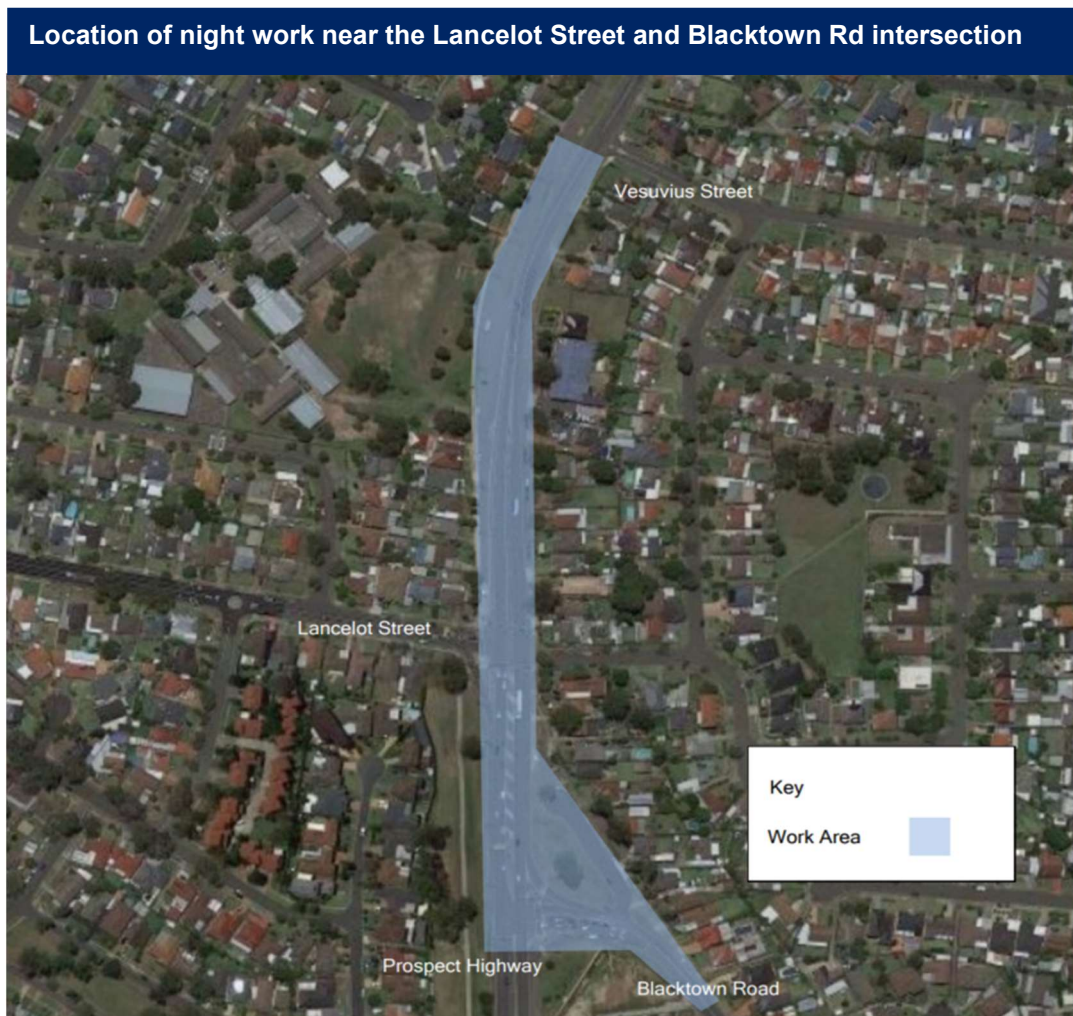 Location of night work near the Lancelot Street and Blacktown Rd intersection
Vesuvius Street
Lancelot Street
Key
Work Area
Prospect Highway
Blacktown Road